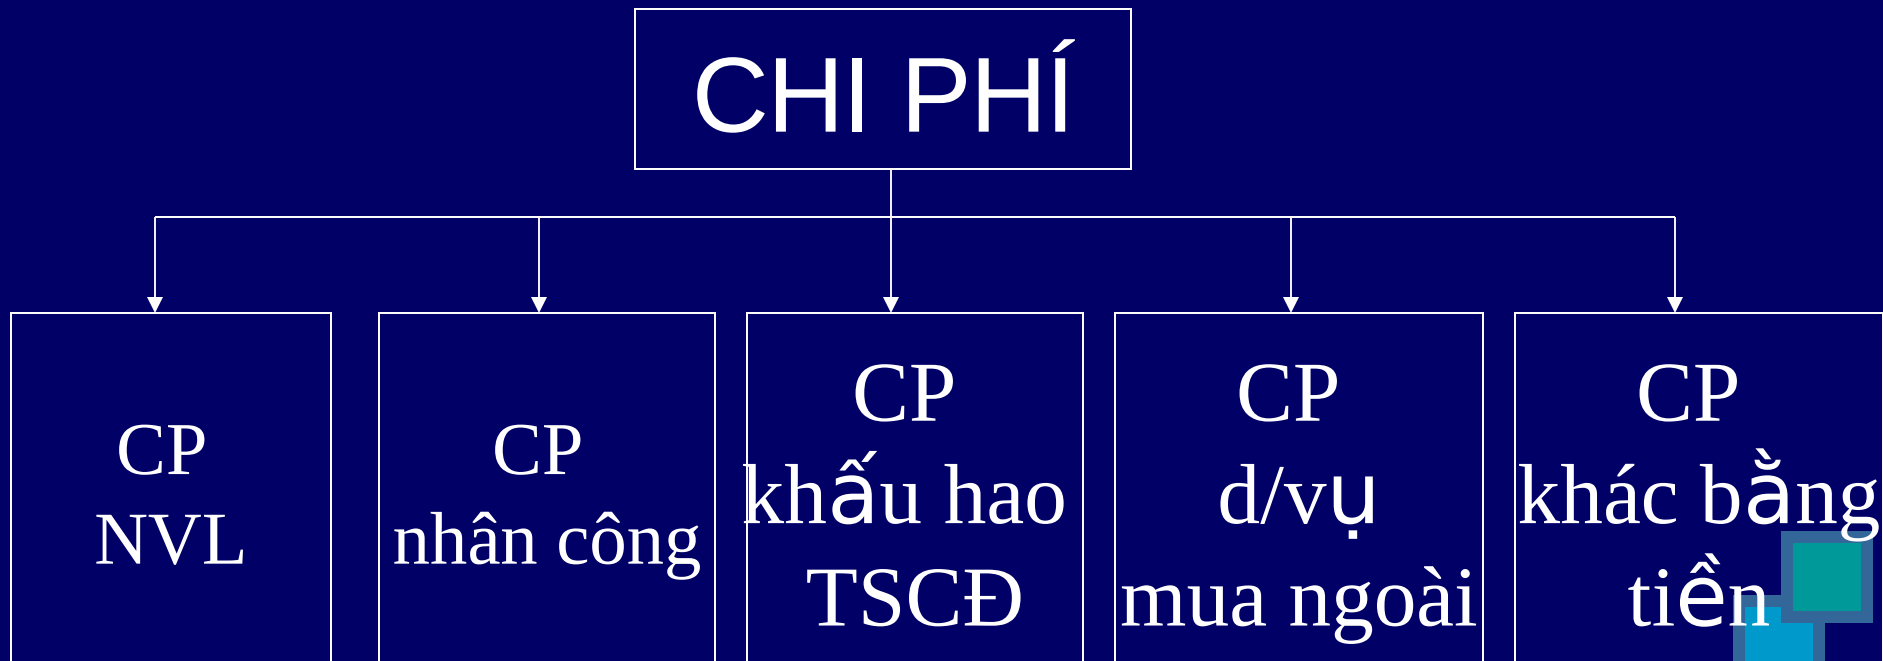 CHI PHÍ
CP
NVL
CP
nhân công
CP
khấu hao
TSCĐ
CP
d/vụ
mua ngoài
CP
khác bằng
tiền